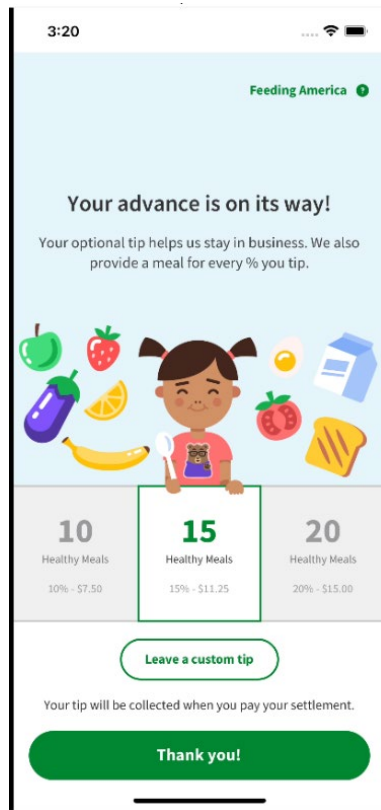 3:20
Feeding America ?
Your advance is on its way!
Your optional tip helps us stay in business. We also
provide a meal for every % you tip.
10
Healthy Meals
10% - $7.50
15
Healthy Meals
15% - $11.25
20
Healthy Meals
20% - $15.00
Leave a custom tip
Your tip will be collected when you pay your settlement.
Thank you!